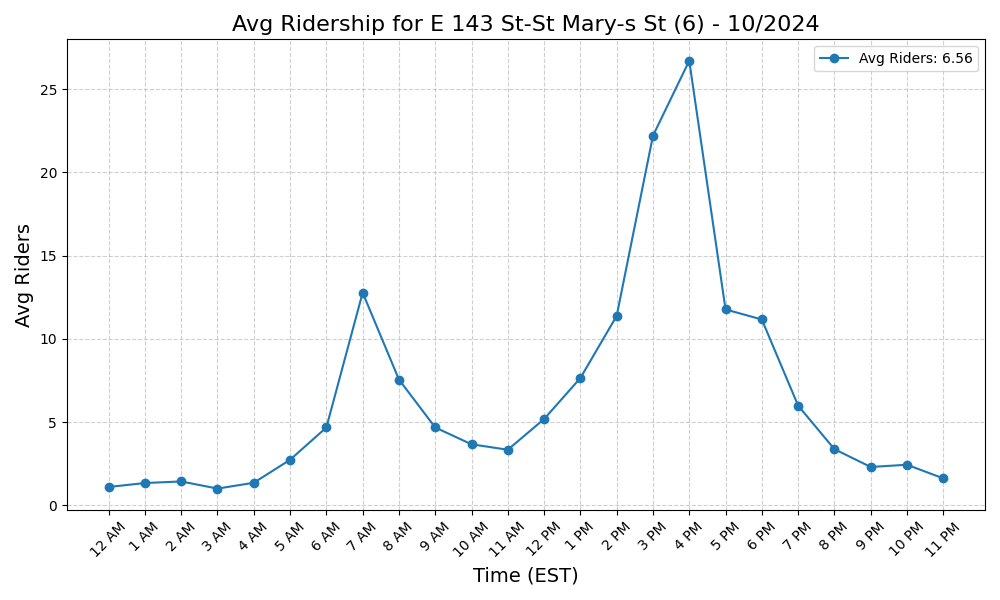 Avg Ridership for E 143 St-St Mary-s St (6) - 10/2024
Avg Riders: 6.56
Avg Riders
25
20
15
10
5
0
12 AM
1 AM
2 AM
3 AM
4 AM
5 AM
6 AM
7 AM
8 AM
9 AM
10 AM
11 AM
12 PM
1 PM
2 PM
3 PM
4 PM
5 PM
6 PM
7 PM
8 PM
9 PM
10 PM
11 PM
Time (EST)